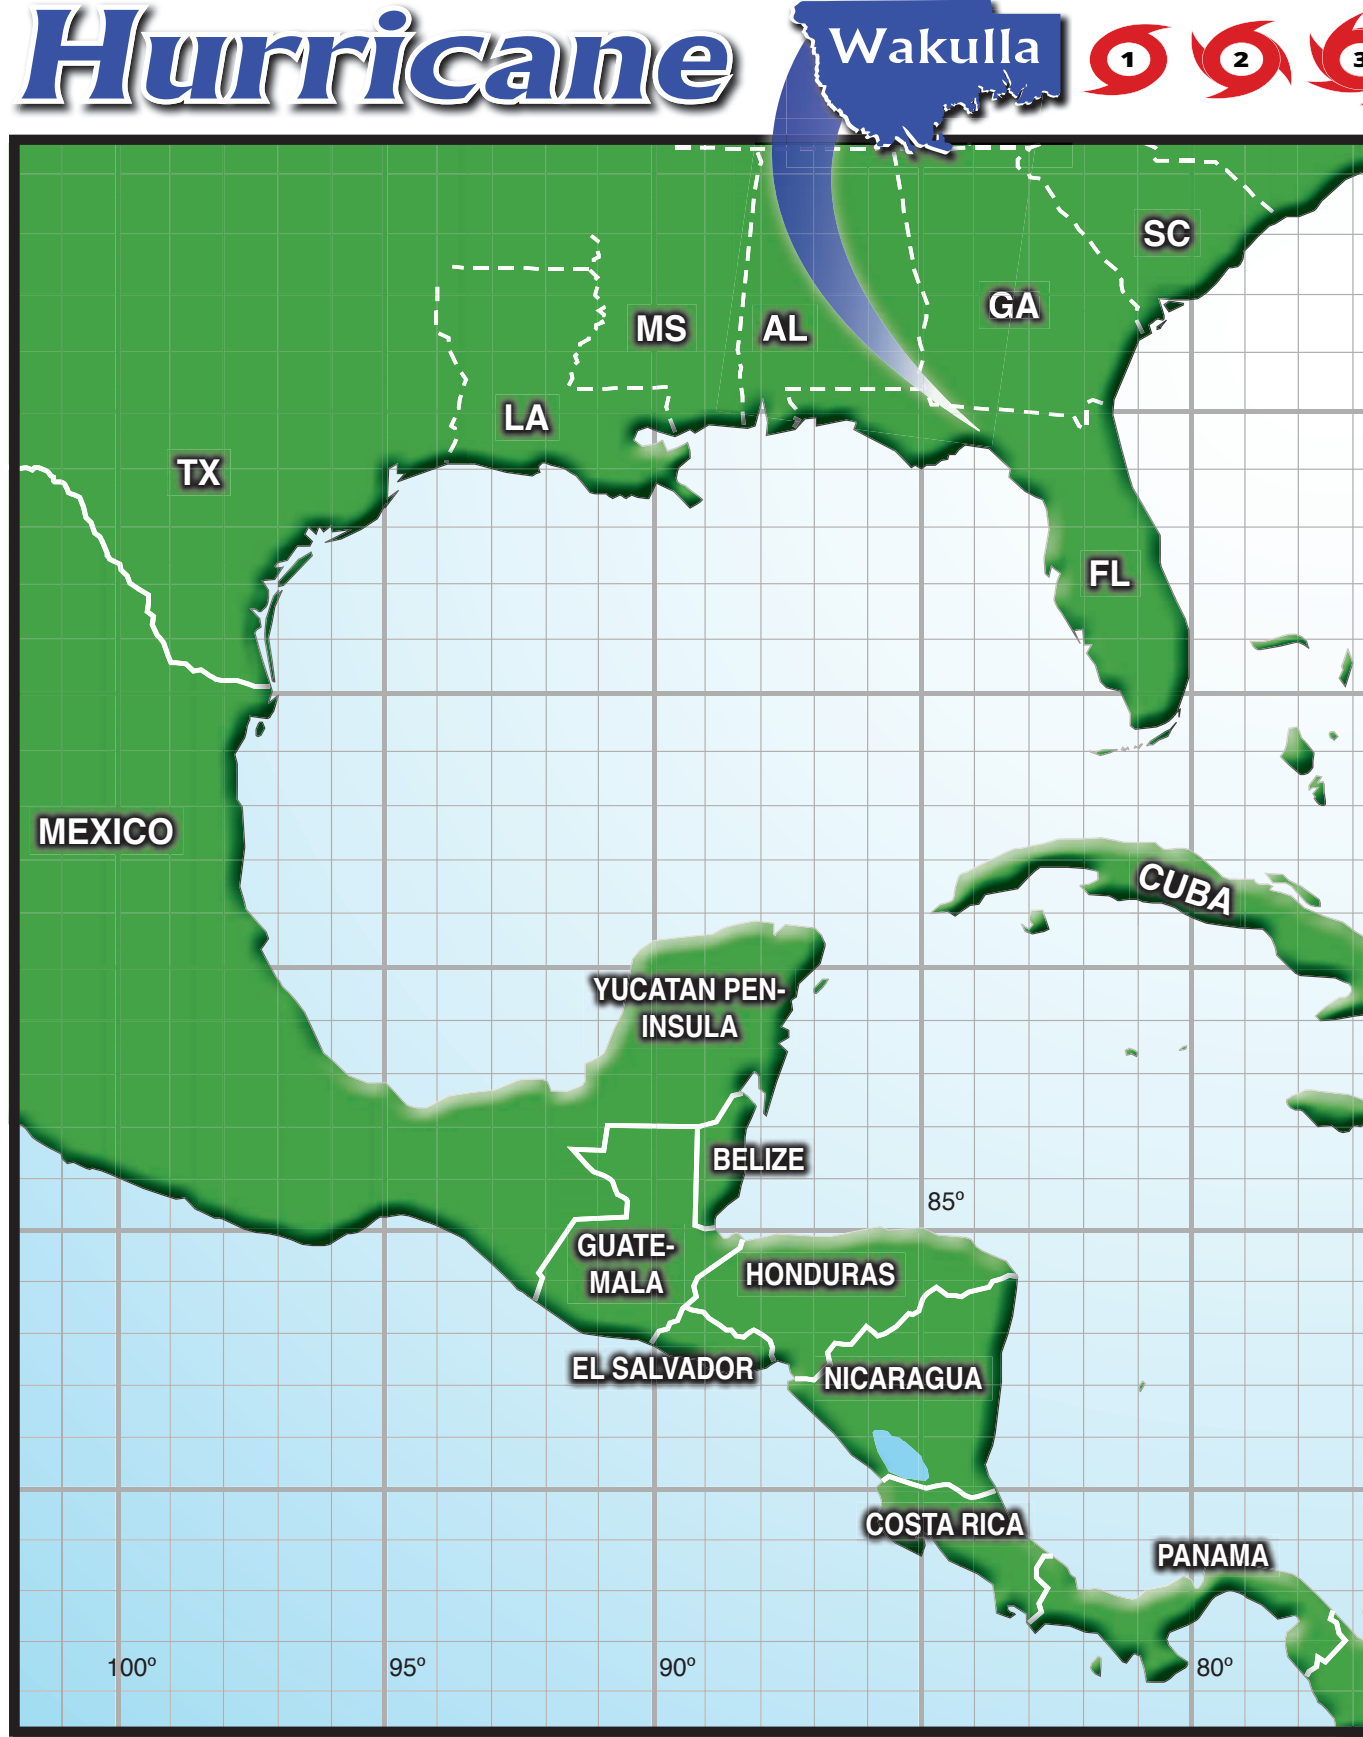 Hurricane
Wakulla
1
2
3
SC
GA
MS
AL
LA
TX
FL
MEXICO
CUBA
YUCATAN PEN-
INSULA
BELIZE
85º
GUATE-
MALA
HONDURAS
EL SALVADOR
NICARAGUA
COSTA RICA
PANAMA
100º
95º
90º
80º